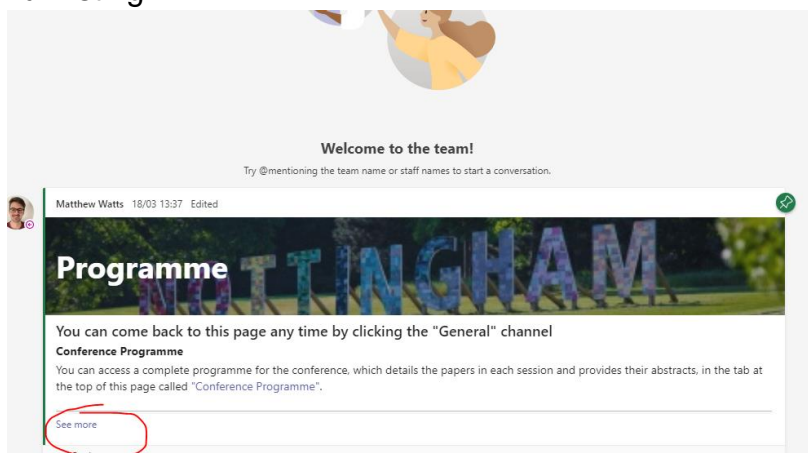 Welcome to the team!
Try @mentioning the team name or staff names to start a conversation.
Matthew Watts 18/03 13:37 Edited
NOTTINGHAM
Programme
You can come back to this page any time by clicking the "General" channel
Conference Programme
You can access a complete programme for the conference, which details the papers in each session and provides their abstracts, in the tab at
the top of this page called "Conference Programme".
See more